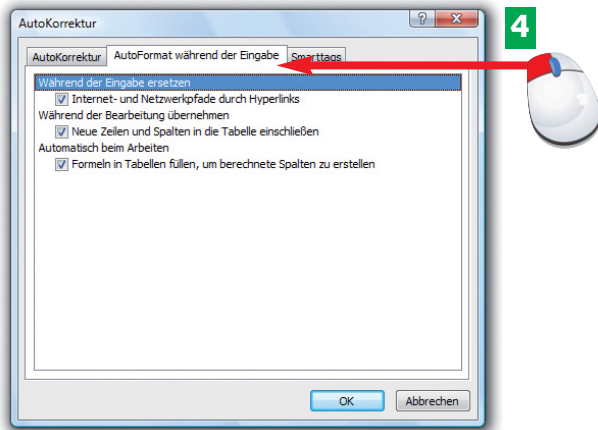 AutoKorrektur
4
AutoKorrektur AutoFormat während der Eingabe Smarttags
Während der Eingabe ersetzen
Internet- und Netzwerkpfade durch Hyperlinks
Während der Bearbeitung übernehmen
Neue Zeilen und Spalten in die Tabelle einschließen
Automatisch beim Arbeiten
Formeln in Tabellen füllen, um berechnete Spalten zu erstellen
OK Abbrechen